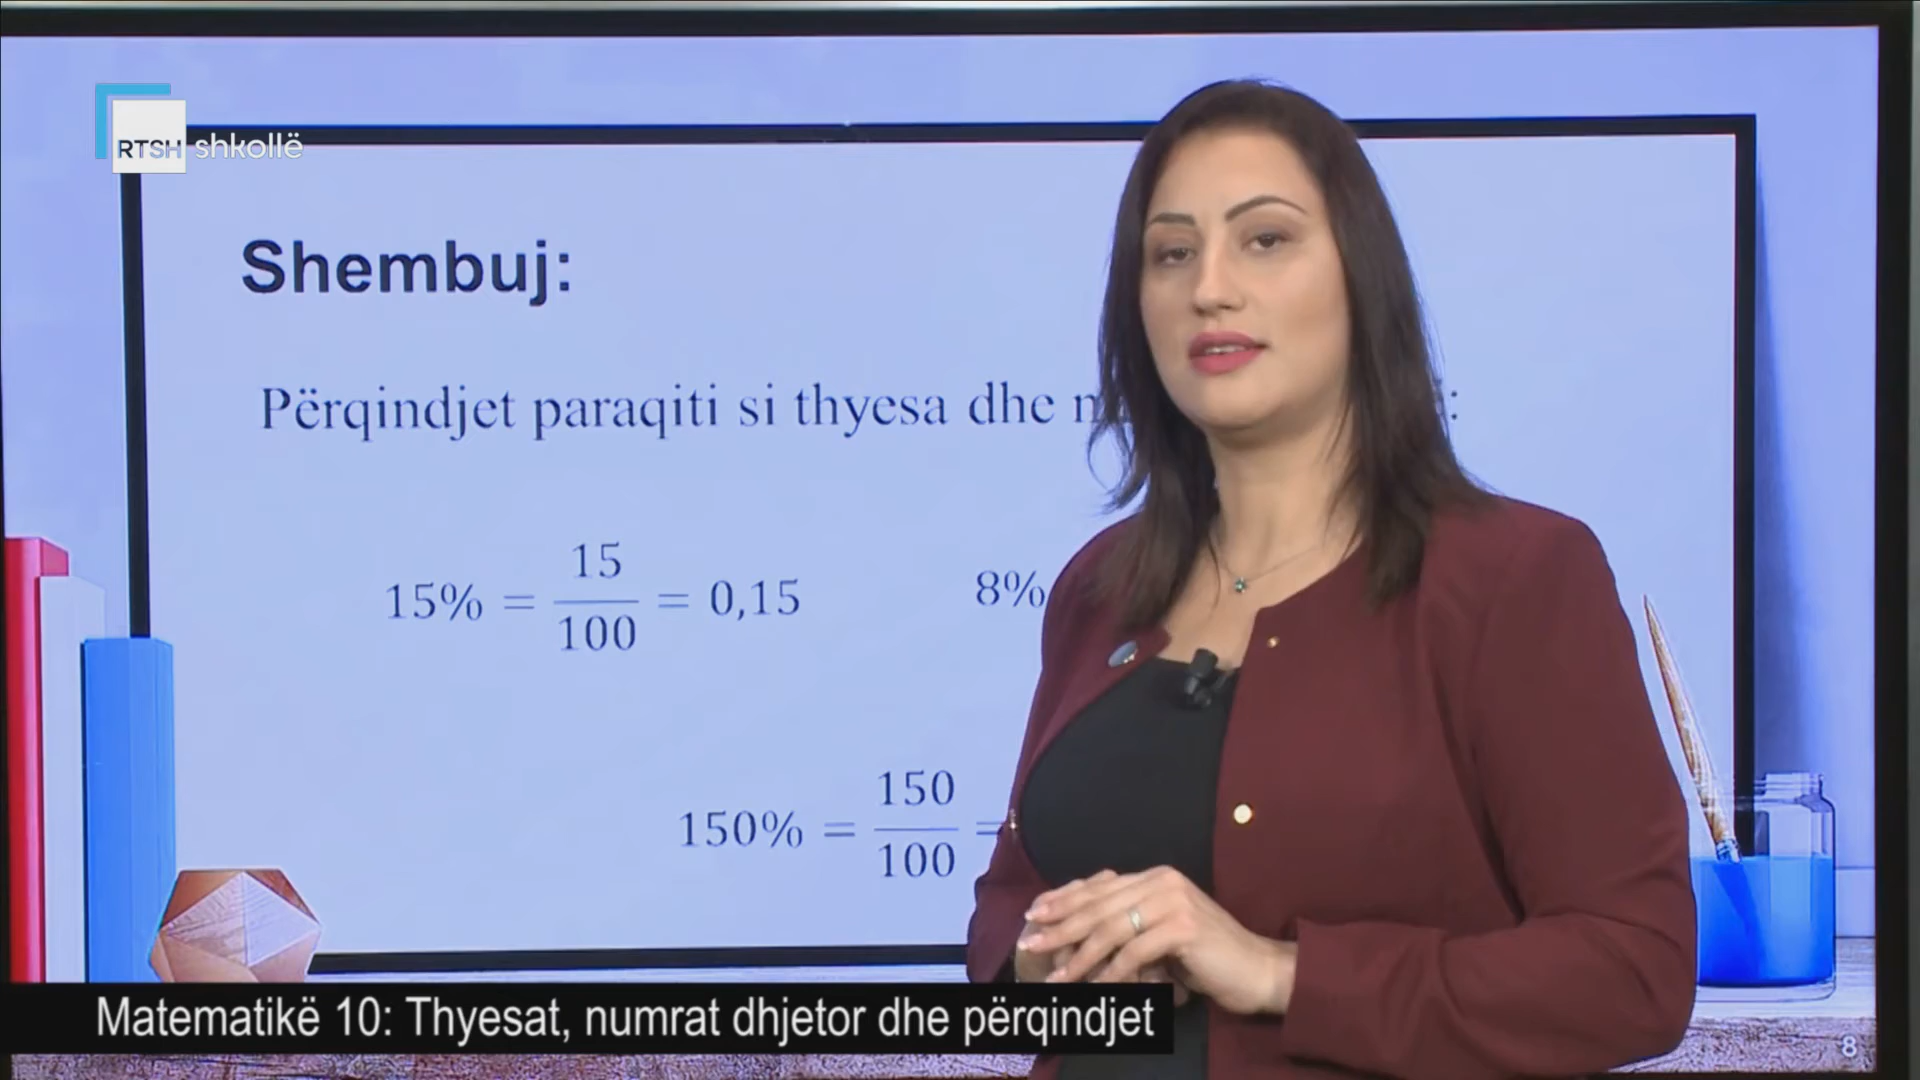 RTSH shkollë
Shembuj:
Përqindjet paraqiti si thyesa dhe
15% = 15/100 = 0,15
8%
150% = 150/100 =
Matematikë 10: Thyesat, numrat dhjetor dhe përqindjet
8